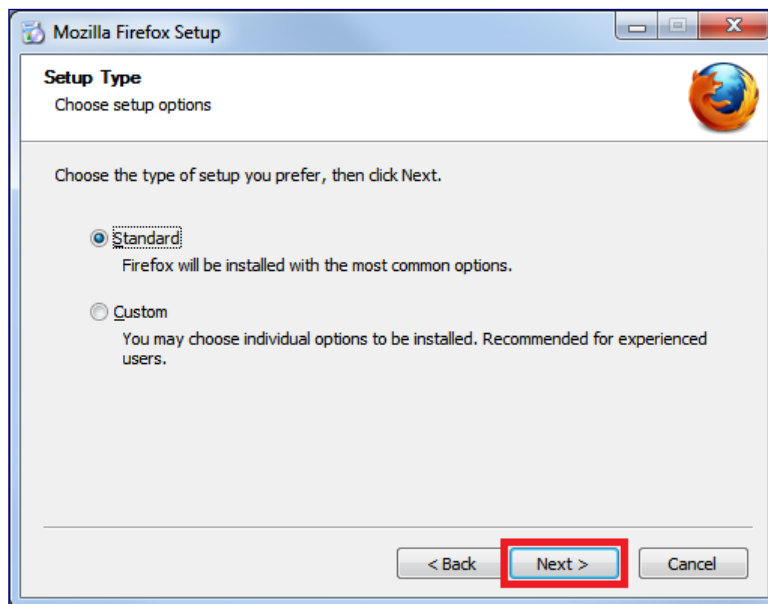 Mozilla Firefox Setup
Setup Type
Choose setup options
Choose the type of setup you prefer, then click Next.
Standard
Firefox will be installed with the most common options.
Custom
You may choose individual options to be installed. Recommended for experienced
users.
< Back
Next >
Cancel